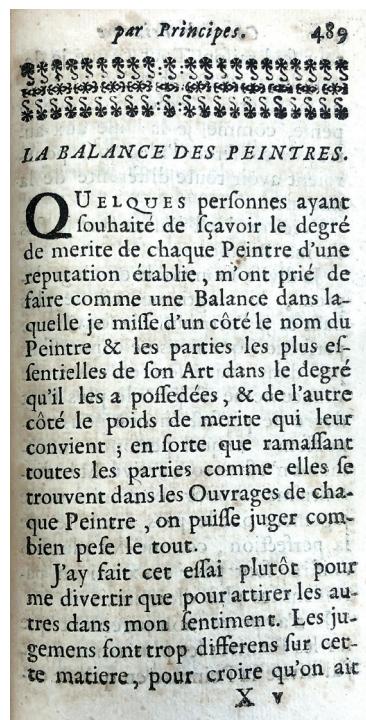 par Principes. 489
LA BALANCE DES PEINTRES.
QUELQUES perſonnes ayant
ſouhaité de ſçavoir le degré
de merite de chaque Peintre d'une
reputation établie, m'ont prié de
faire comme une Balance dans la-
quelle je miſſe d'un côté le nom du
Peintre & les parties les plus eſ-
ſentielles de ſon Art dans le degré
qu'il les a poſſedées, & de l'autre
côté le poids de merite qui leur
convient ; en ſorte que ramaſſant
toutes les parties comme elles ſe
trouvent dans les Ouvrages de cha-
que Peintre, on puiſſe juger com-
bien peſe le tout.
J'ay fait cet eſſai plutôt pour
me divertir que pour attirer les au-
tres dans mon ſentiment. Les ju-
gemens ſont trop differens ſur cet-
te matiere, pour croire qu'on ait
X v